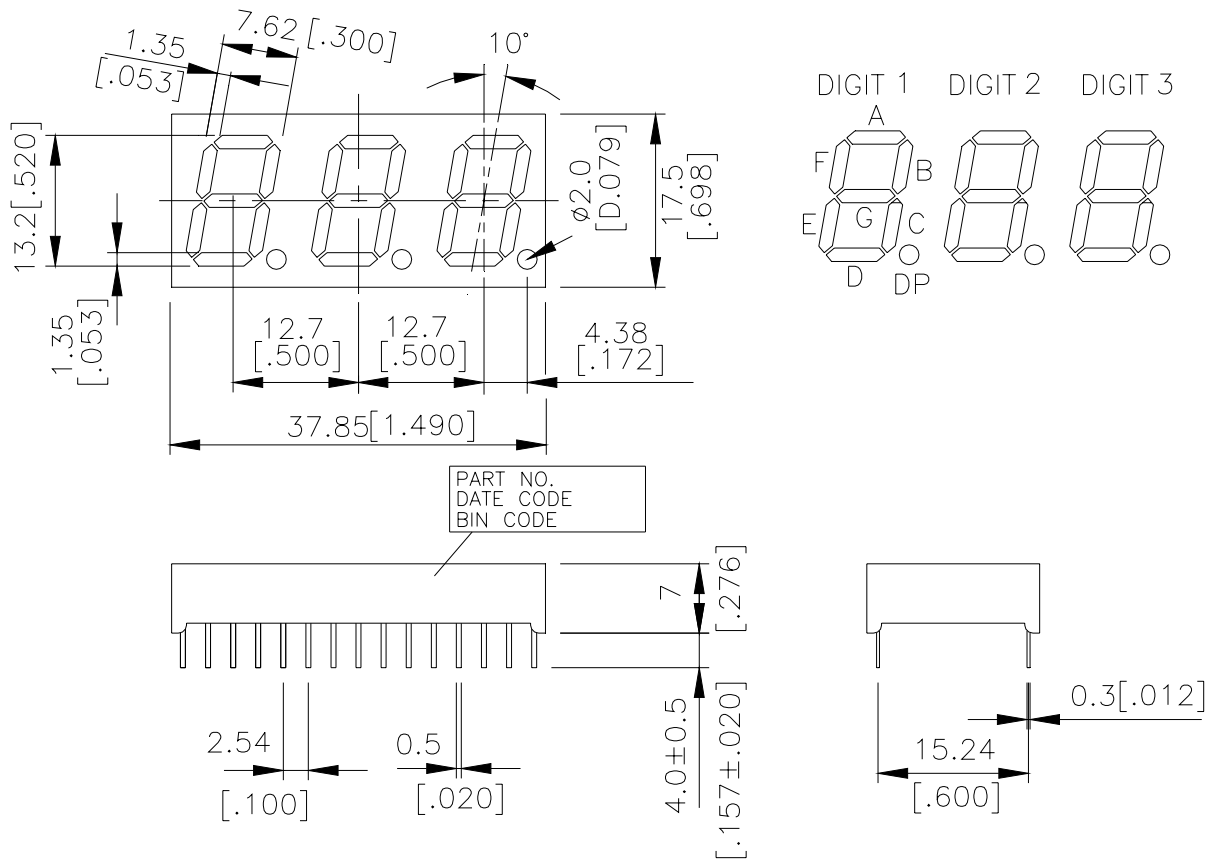 7.62 [.300]
1.35
[.053]
10°
13.2[.520]
ø2.0
[D.079]
17.5
[.698]
1.35
[.053]
12.7
[.500]
12.7
[.500]
4.38
[.172]
37.85[1.490]
DIGIT 1 DIGIT 2 DIGIT 3
A
F
B
E
G
C
D
DP
PART NO.
DATE CODE
BIN CODE
7
[.276]
4.0±0.5
[.157±.020]
2.54
[.100]
0.5
[.020]
0.3[.012]
15.24
[.600]